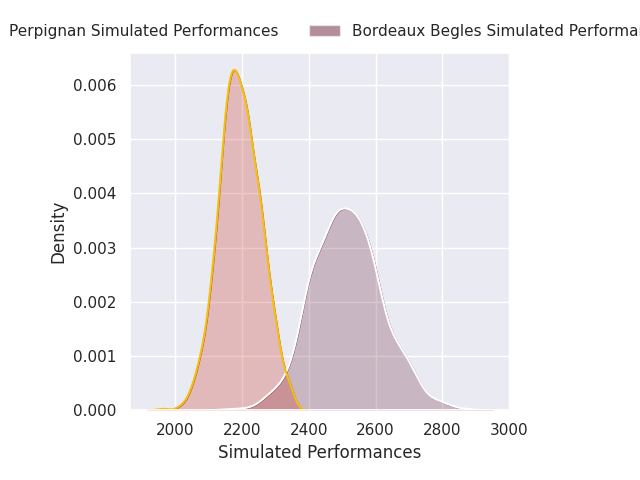 Perpignan Simulated Performances
Bordeaux Begles Simulated Performa
0.006
0.005
0.004
0.003
0.002
0.001
0.000
Density
2000 2200 2400 2600 2800 3000
Simulated Performances